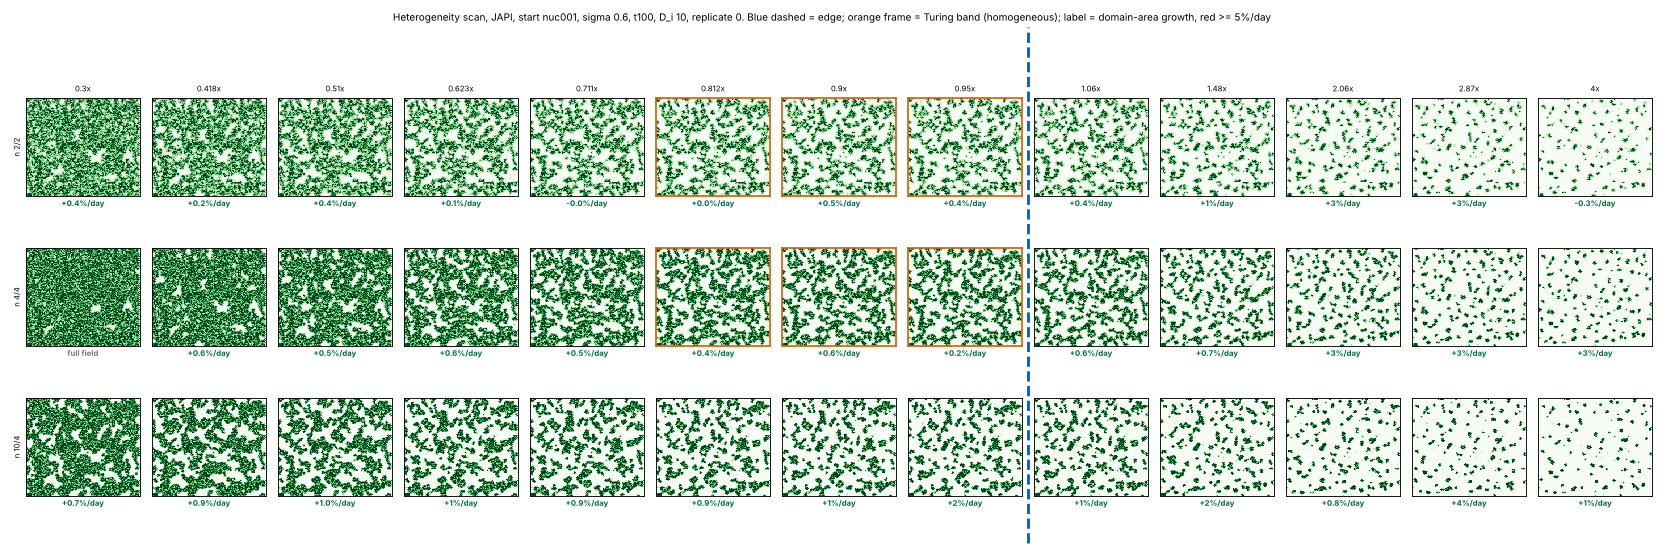 Heterogeneity scan, JAPI, start nuc001, sigma 0.6, t100, D_i 10, replicate 0. Blue dashed = edge; orange frame = Turing band (homogeneous); label = domain-area growth, red >= 5%/day
0.3x 0.418x 0.51x 0.623x 0.711x 0.812x 0.9x 0.95x 1.06x 1.48x 2.06x 2.87x 4x
n 2/2
+0.4%/day +0.2%/day +0.4%/day +0.1%/day -0.0%/day +0.0%/day +0.5%/day +0.4%/day +0.4%/day +1%/day +3%/day +3%/day -0.3%/day
n 4/4
full field +0.6%/day +0.5%/day +0.6%/day +0.5%/day +0.4%/day +0.6%/day +0.2%/day +0.6%/day +0.7%/day +3%/day +3%/day +3%/day
n 10/4
+0.7%/day +0.9%/day +1.0%/day +1%/day +0.9%/day +0.9%/day +1%/day +2%/day +1%/day +2%/day +0.8%/day +4%/day +1%/day